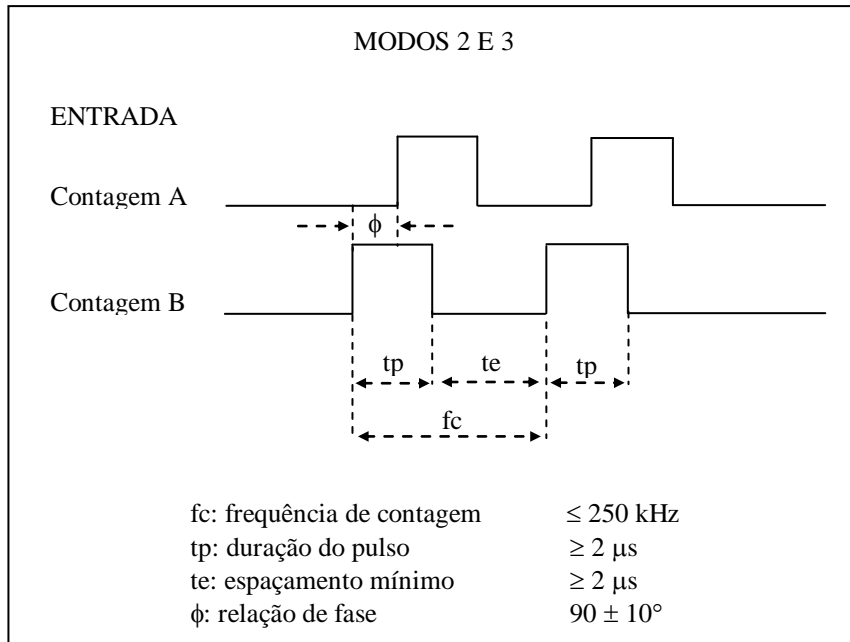 MODOS 2 E 3
ENTRADA
Contagem A
ϕ
Contagem B
tp te tp
fc
fc: frequência de contagem ≤ 250 kHz
tp: duração do pulso ≥ 2 μs
te: espaçamento mínimo ≥ 2 μs
ϕ: relação de fase 90 ± 10°